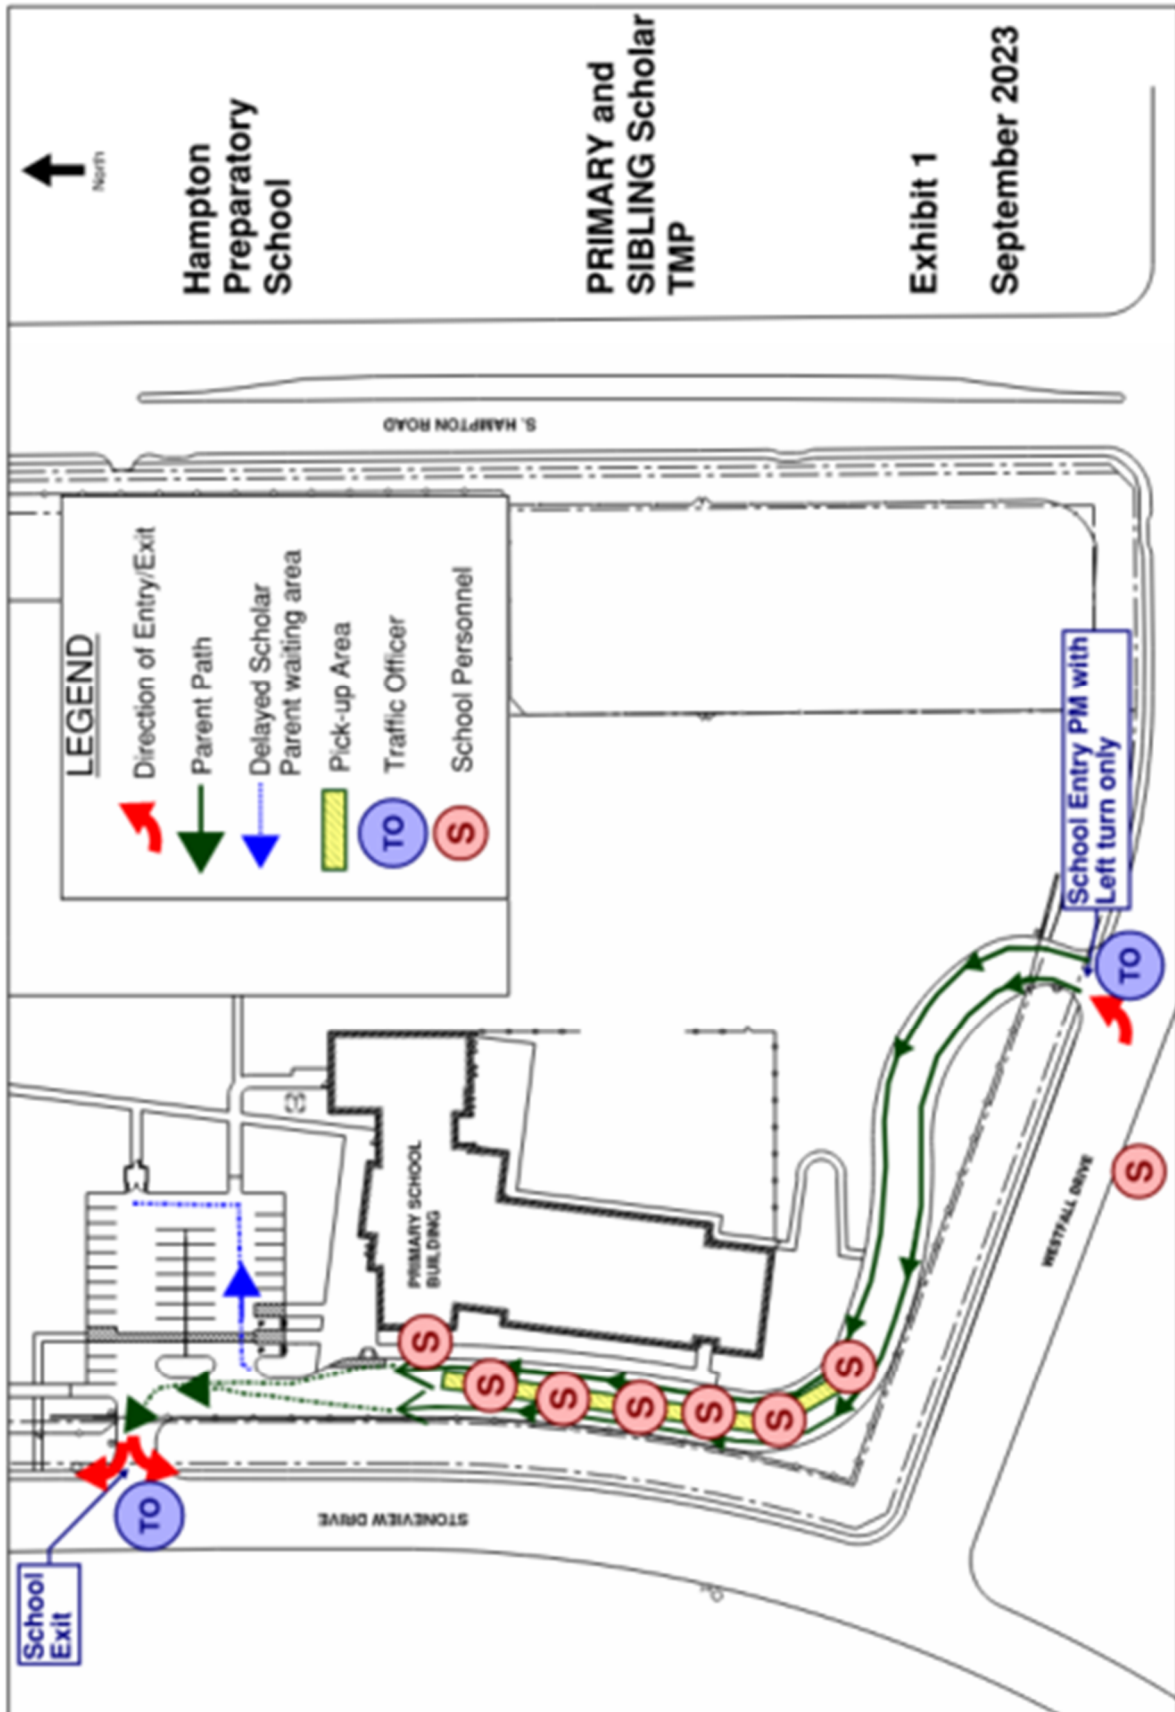 North
Hampton
Preparatory
School
PRIMARY and
SIBLING Scholar
TMP
Exhibit 1
September 2023
S. HAMPTON ROAD
LEGEND
Direction of Entry/Exit
Parent Path
Delayed Scholar
Parent waiting area
Pick-up Area
TO
Traffic Officer
S
School Personnel
School Entry PM with
Left turn only
TO
S
WESTFALL DRIVE
PRIMARY SCHOOL
BUILDING
S
S
S
S
S
S
S
STONEVIEW DRIVE
TO
School
Exit